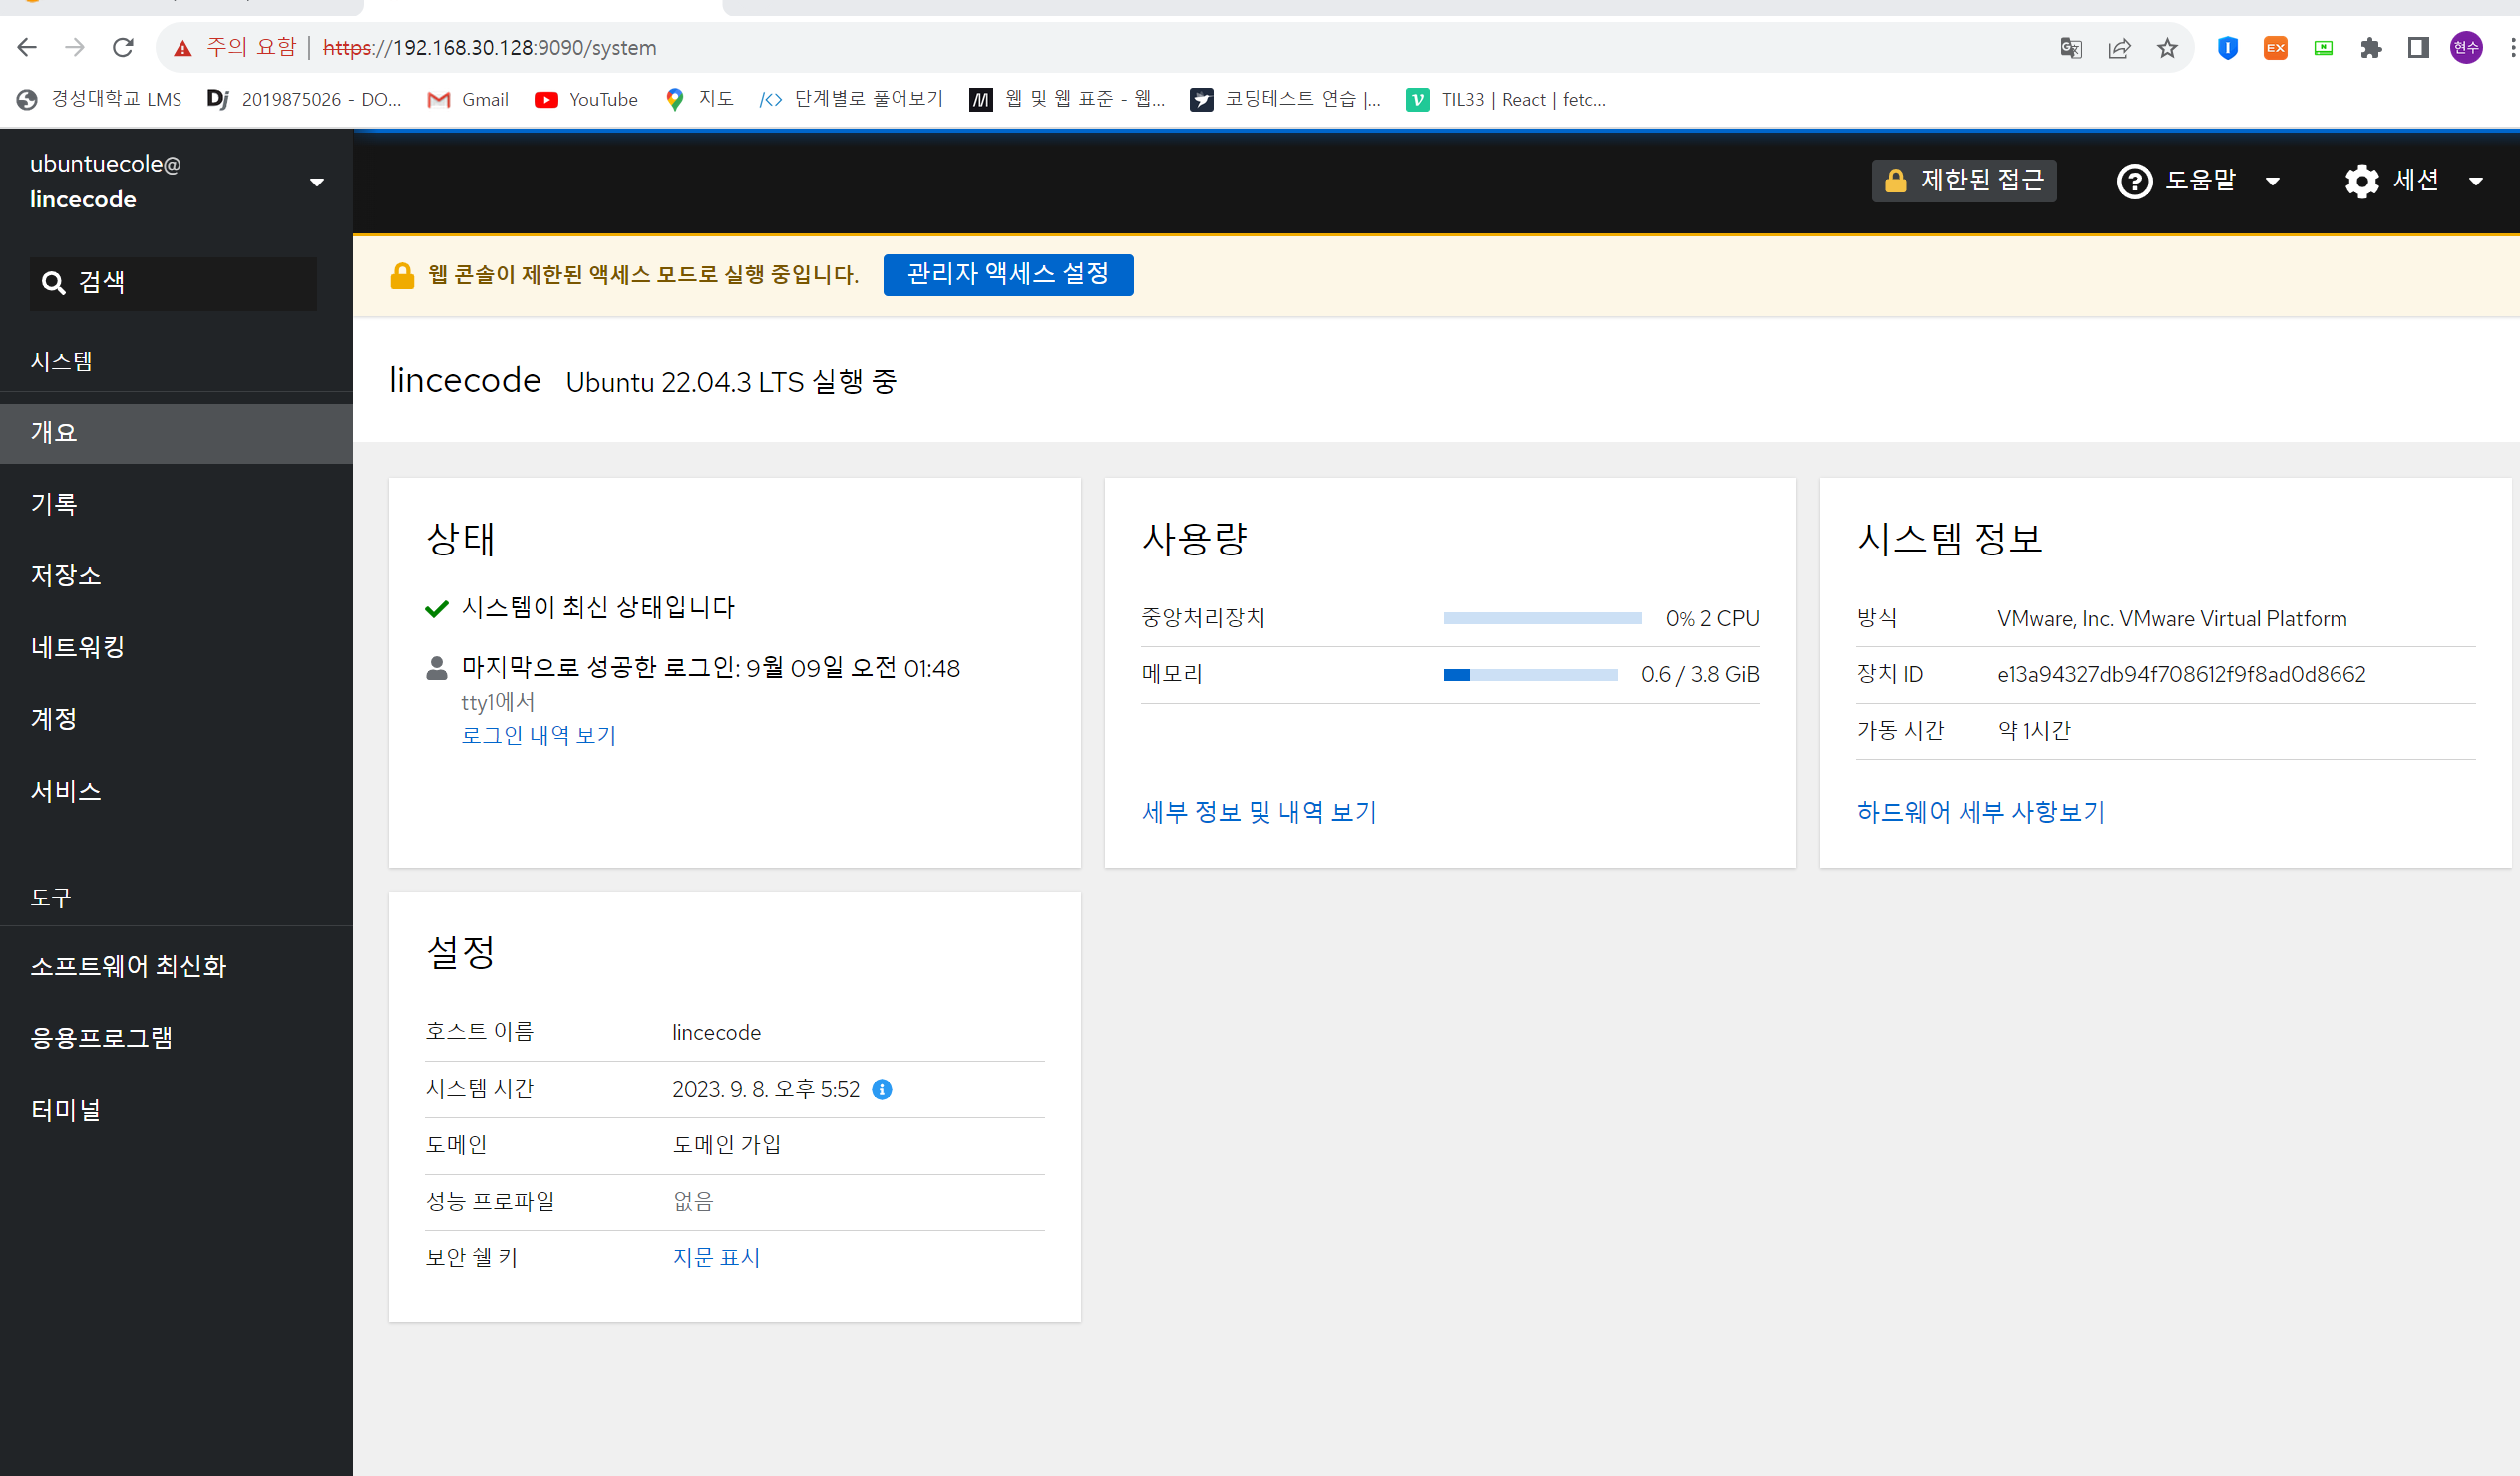 주의 요함 | https://192.168.30.128:9090/system
현수
경성대학교 LMS
2019875026 - DO...
Gmail
YouTube
지도
단계별로 풀어보기
웹 및 웹 표준 - 웹...
코딩테스트 연습 |...
TIL33 | React | fetc...
ubuntuecole@
lincecode
제한된 접근
도움말
세션
검색
웹 콘솔이 제한된 액세스 모드로 실행 중입니다.
관리자 액세스 설정
시스템
개요
기록
저장소
네트워킹
계정
서비스
도구
소프트웨어 최신화
응용프로그램
터미널
lincecode Ubuntu 22.04.3 LTS 실행 중
상태
시스템이 최신 상태입니다
마지막으로 성공한 로그인: 9월 09일 오전 01:48
tty1에서
로그인 내역 보기
사용량
중앙처리장치 0% 2 CPU
메모리 0.6 / 3.8 GiB
세부 정보 및 내역 보기
시스템 정보
방식 VMware, Inc. VMware Virtual Platform
장치 ID e13a94327db94f708612f9f8ad0d8662
가동 시간 약 1시간
하드웨어 세부 사항보기
설정
호스트 이름 lincecode
시스템 시간 2023. 9. 8. 오후 5:52
도메인 도메인 가입
성능 프로파일 없음
보안 쉘 키 지문 표시